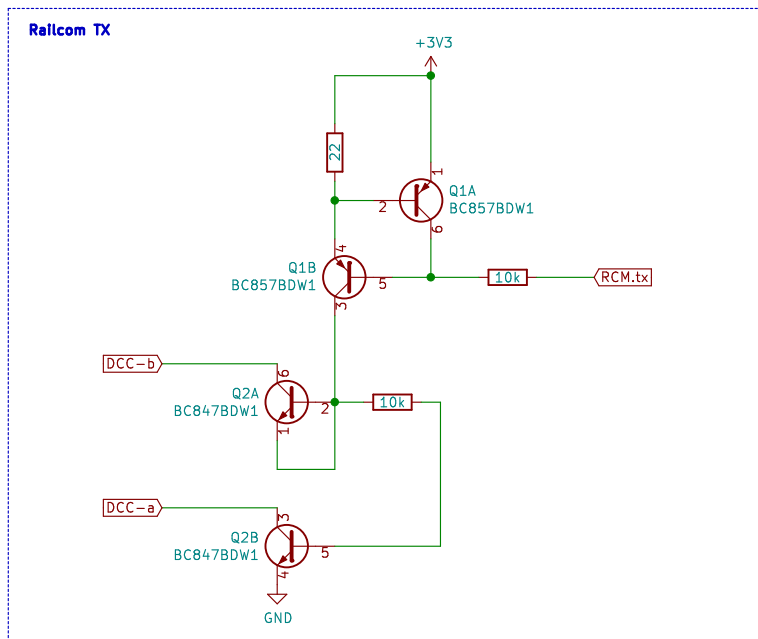 Railcom TX
+3V3
22
1
Q1A
BC857BDW1
2
6
4
Q1B
BC857BDW1
5
10k
RCM.tx
3
DCC-b
6
Q2A
BC847BDW1
2
10k
1
DCC-a
3
Q2B
BC847BDW1
5
4
GND